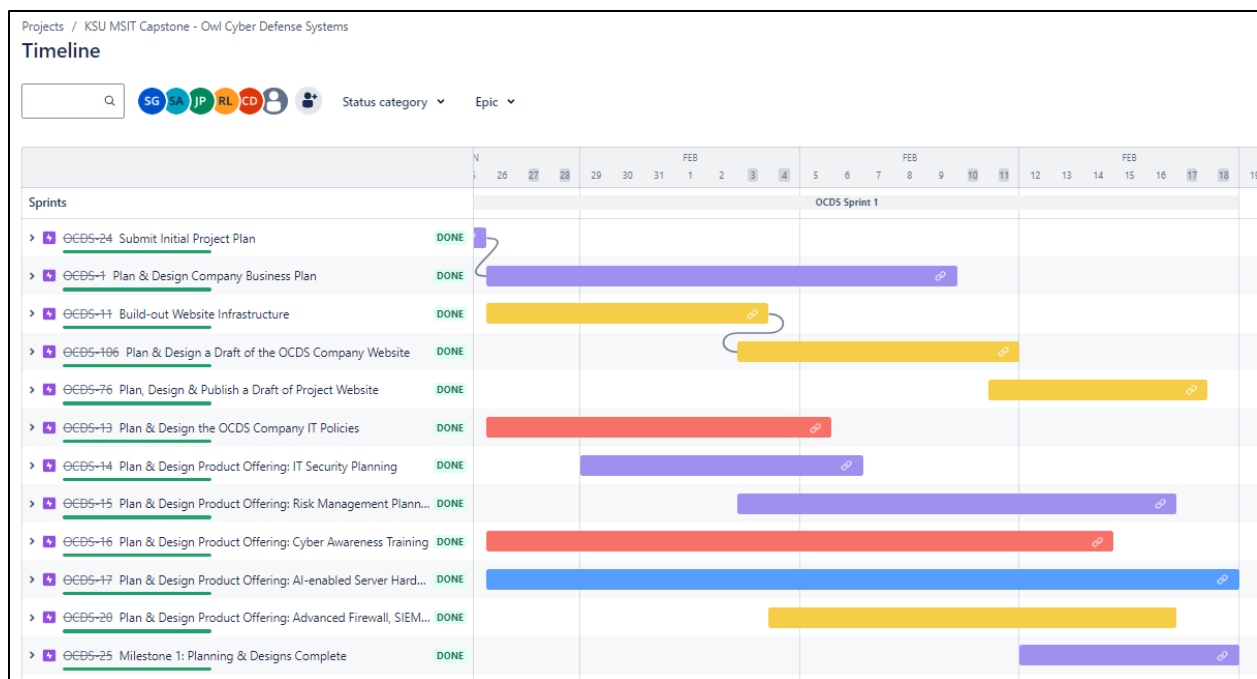 Projects / KSU MSIT Capstone - Owl Cyber Defense Systems
Timeline
SG SA JP RL CD Status category Epic
N FEB FEB FEB
26 27 28 29 30 31 1 2 3 4 5 6 7 8 9 10 11 12 13 14 15 16 17 18 19
Sprints OCDS Sprint 1
OCDS-24 Submit Initial Project Plan DONE
OCDS-1 Plan & Design Company Business Plan DONE
OCDS-11 Build-out Website Infrastructure DONE
OCDS-106 Plan & Design a Draft of the OCDS Company Website DONE
OCDS-76 Plan, Design & Publish a Draft of Project Website DONE
OCDS-13 Plan & Design the OCDS Company IT Policies DONE
OCDS-14 Plan & Design Product Offering: IT Security Planning DONE
OCDS-15 Plan & Design Product Offering: Risk Management Plann... DONE
OCDS-16 Plan & Design Product Offering: Cyber Awareness Training DONE
OCDS-17 Plan & Design Product Offering: AI-enabled Server Hard... DONE
OCDS-20 Plan & Design Product Offering: Advanced Firewall, SIEM... DONE
OCDS-25 Milestone 1: Planning & Designs Complete DONE